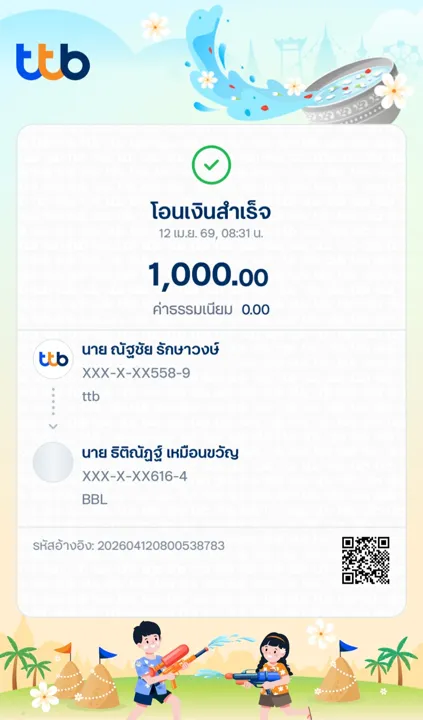 ttb
โอนเงินสำเร็จ
12 เม.ย. 69, 08:31 น.
1,000.00
ค่าธรรมเนียม 0.00
ttb
นาย ณัฐชัย รักษาวงษ์
XXX-X-XX558-9
ttb
นาย ธิติณัฏฐ์ เหมือนขวัญ
XXX-X-XX616-4
BBL
รหัสอ้างอิง: 202604120800538783